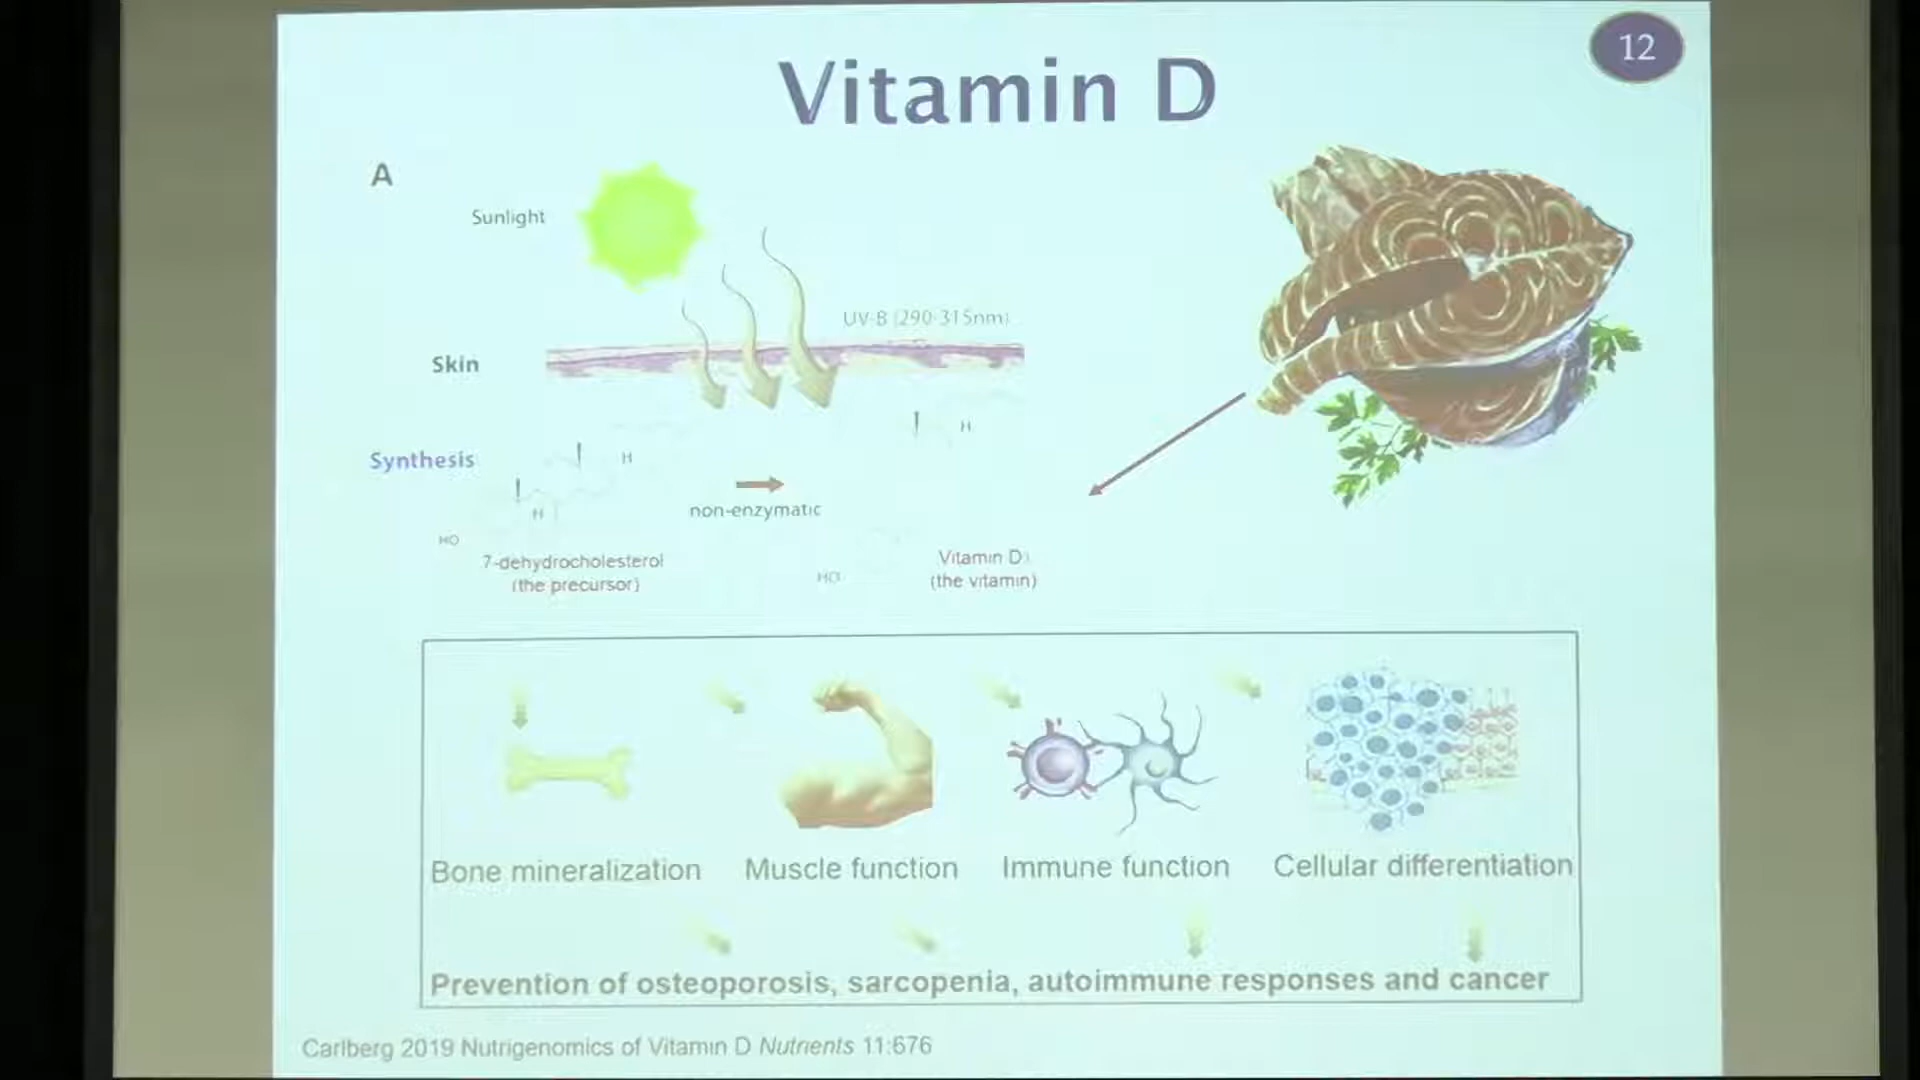 12
Vitamin D
A
Sunlight
UV-B (290-315nm)
Skin
H
Synthesis
H
non-enzymatic
H
HO
7-dehydrocholesterol
(the precursor)
HO
Vitamin D3
(the vitamin)
Bone mineralization
Muscle function
Immune function
Cellular differentiation
Prevention of osteoporosis, sarcopenia, autoimmune responses and cancer
Carlberg 2019 Nutrigenomics of Vitamin D Nutrients 11:676